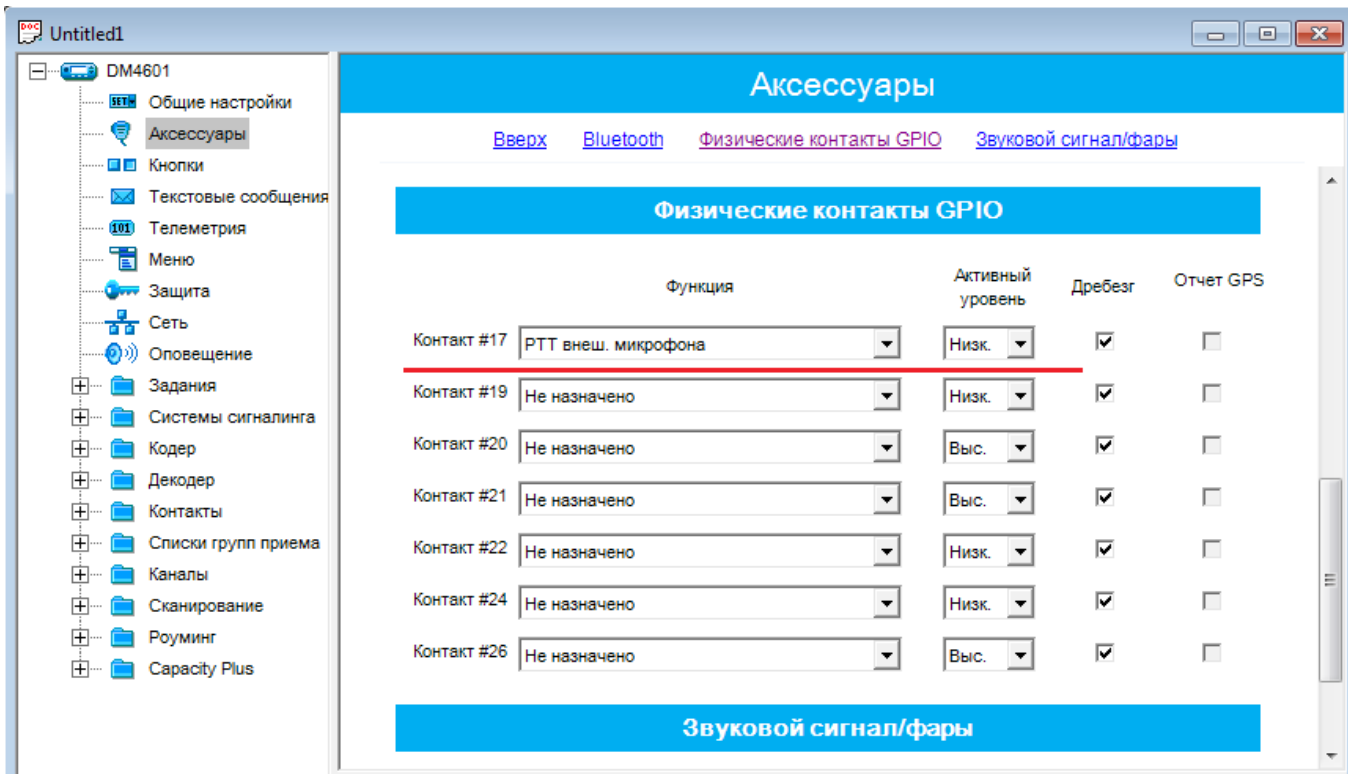 Untitled1
DM4601
Общие настройки
Аксессуары
Кнопки
Текстовые сообщения
Телеметрия
Меню
Защита
Сеть
Оповещение
Задания
Системы сигналинга
Кодер
Декодер
Контакты
Списки групп приема
Каналы
Сканирование
Роуминг
Capacity Plus
Аксессуары
Вверх Bluetooth Физические контакты GPIO Звуковой сигнал/фары
Физические контакты GPIO
Функция Активный уровень Дребезг Отчет GPS
Контакт #17 PTT внеш. микрофона Низк.
Контакт #19 Не назначено Низк.
Контакт #20 Не назначено Выс.
Контакт #21 Не назначено Выс.
Контакт #22 Не назначено Низк.
Контакт #24 Не назначено Низк.
Контакт #26 Не назначено Выс.
Звуковой сигнал/фары